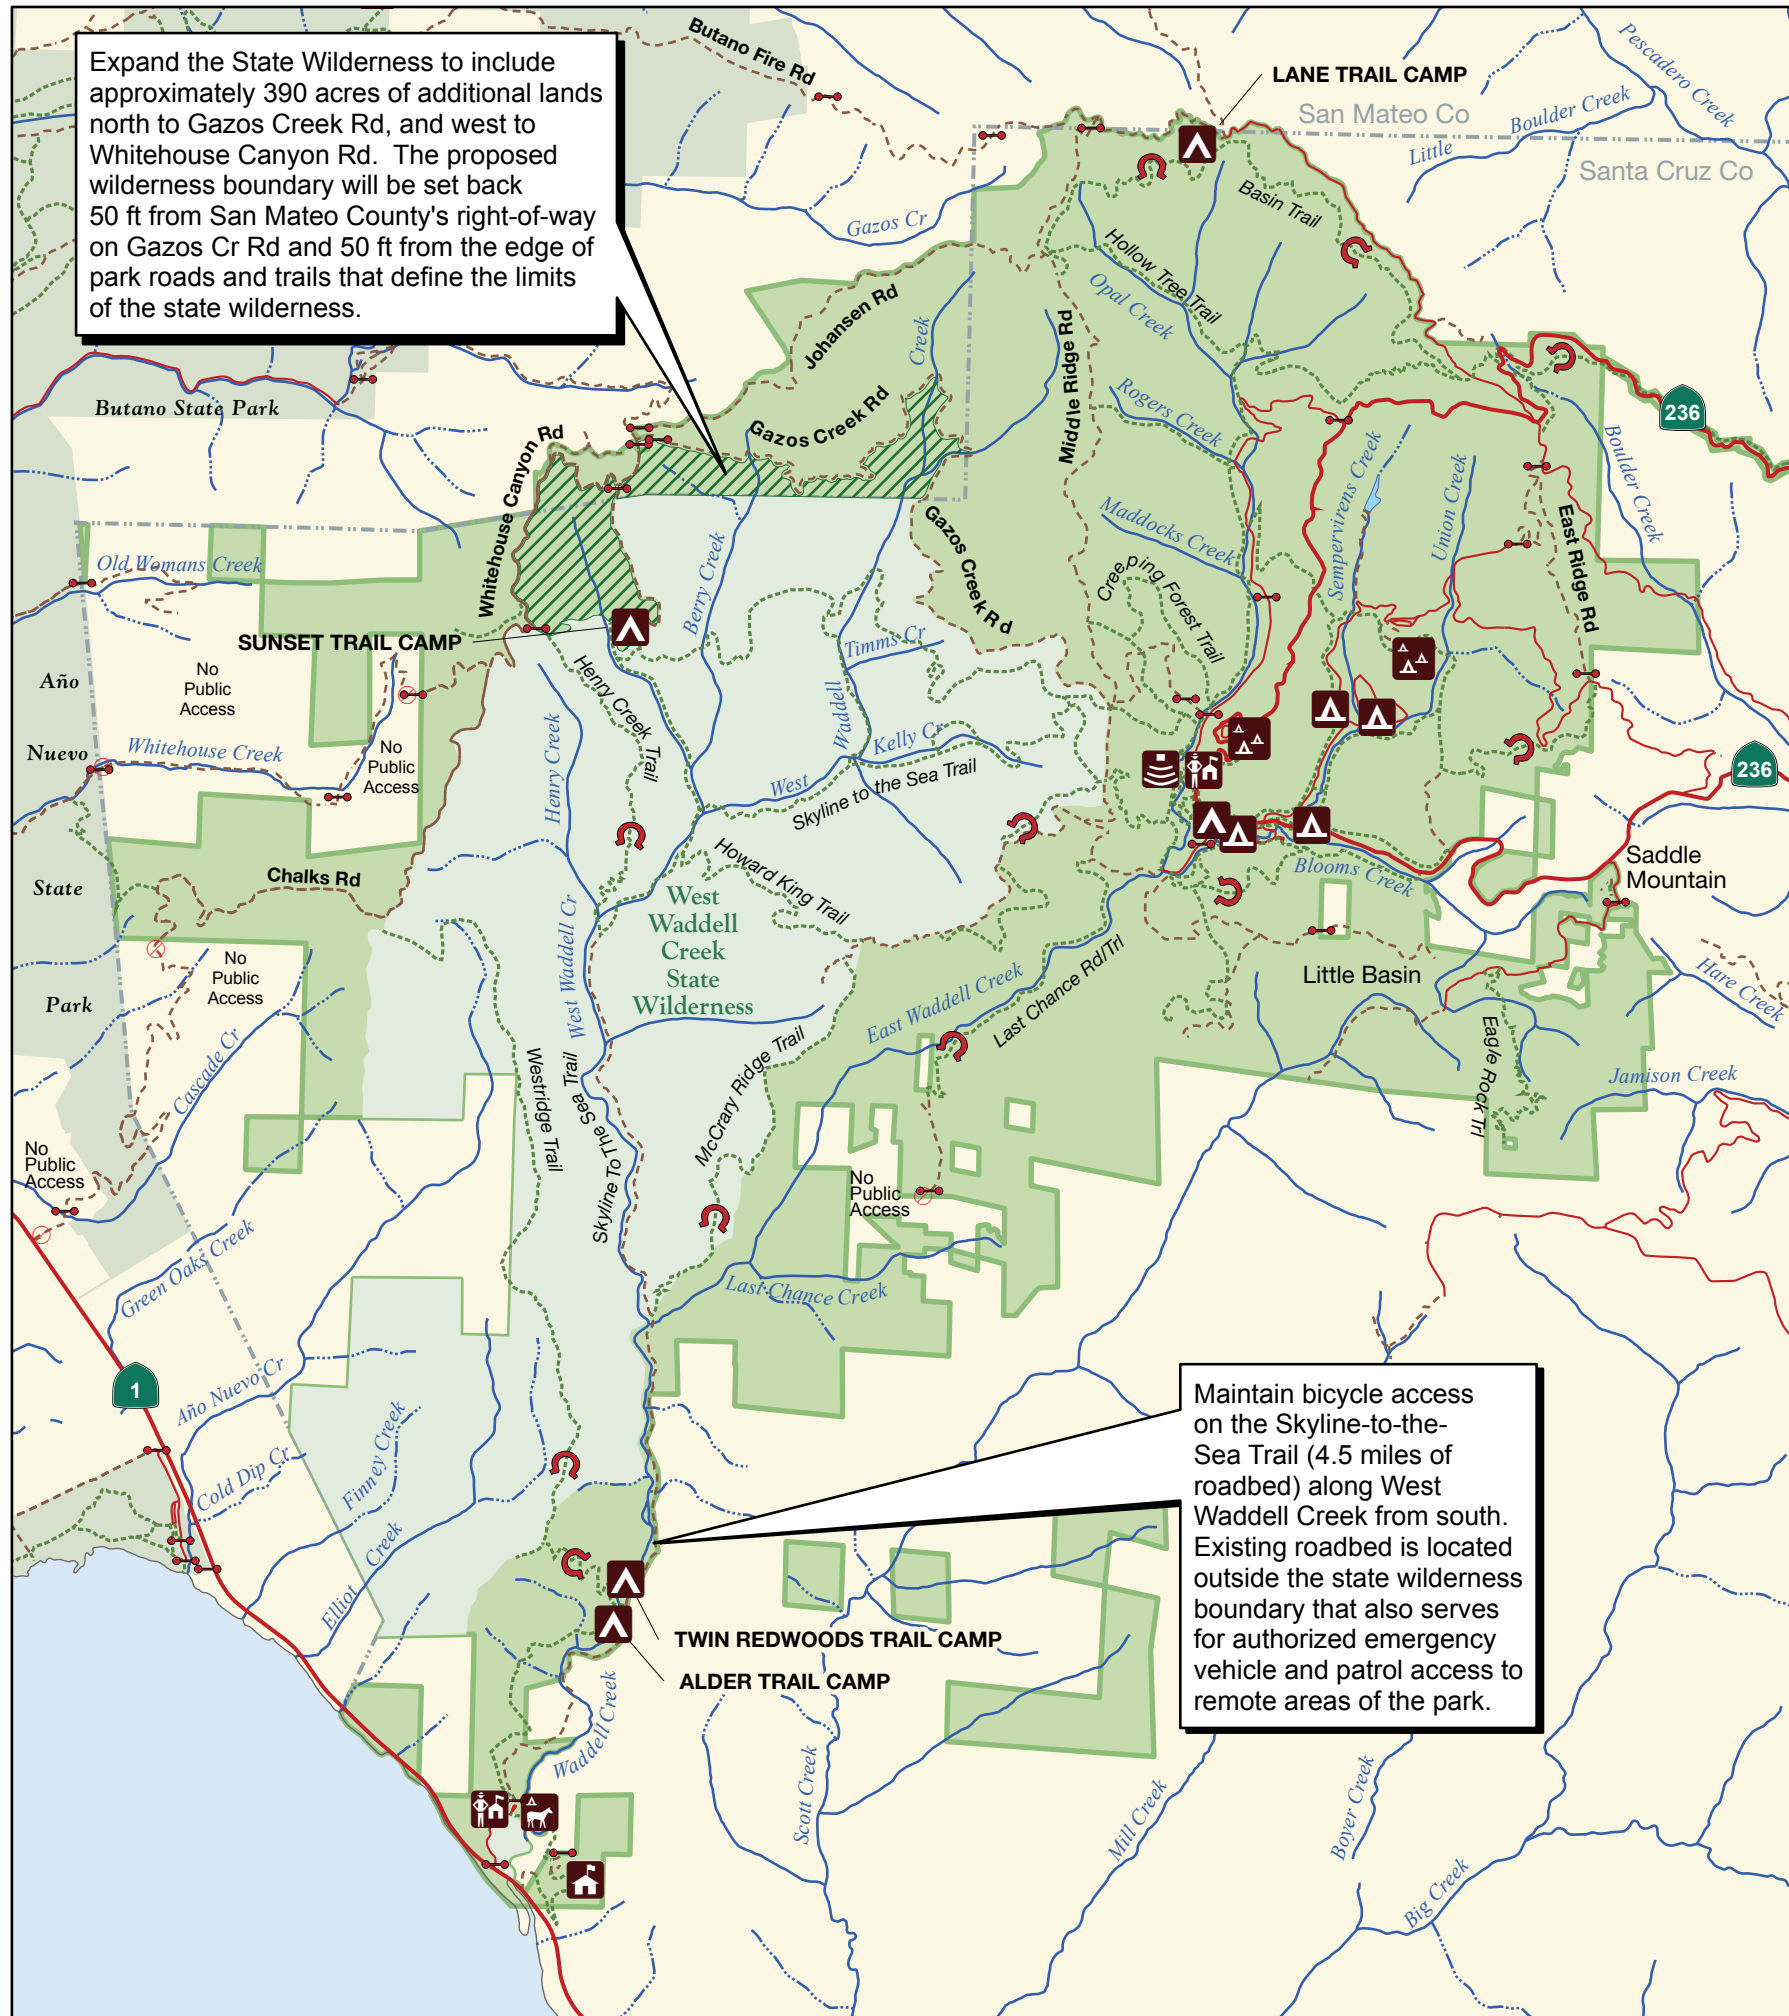 Expand the State Wilderness to include
approximately 390 acres of additional lands
north to Gazos Creek Rd, and west to
Whitehouse Canyon Rd. The proposed
wilderness boundary will be set back
50 ft from San Mateo County's right-of-way
on Gazos Cr Rd and 50 ft from the edge of
park roads and trails that define the limits
of the state wilderness.
Butano Fire Rd
LANE TRAIL CAMP
San Mateo Co
Santa Cruz Co
Pescadero Creek
Little Boulder Creek
Gazos Cr
Basin Trail
Hollow Tree Trail
Opal Creek
Johansen Rd
Creek
Middle Ridge Rd
Butano State Park
Gazos Creek Rd
Rogers Creek
236
Boulder Creek
Whitehouse Canyon Rd
Sempervirens Creek
Union Creek
Maddocks Creek
East Ridge Rd
Gazos Creek Rd
Old Womans Creek
Berry Creek
Creeping Forest Trail
SUNSET TRAIL CAMP
Timms Cr
Año
Nuevo
State
Park
No
Public
Access
Henry Creek Trail
Waddell
Kelly Cr
Whitehouse Creek
No
Public
Access
Henry Creek
West
Skyline to the Sea Trail
236
Howard King Trail
Blooms Creek
Saddle
Mountain
Chalks Rd
West
Waddell
Creek
State
Wilderness
West Waddell Cr
No
Public
Access
Little Basin
Hare Creek
East Waddell Creek
Last Chance Rd/Trl
Cascade Cr
Eagle Rock Trl
Jamison Creek
Westridge Trail
Skyline To The Sea Trail
McCrary Ridge Trail
No
Public
Access
No
Public
Access
Green Oaks Creek
Last Chance Creek
1
Año Nuevo Cr
Finney Creek
Cold Dip Cr
Elliot Creek
Maintain bicycle access
on the Skyline-to-the-
Sea Trail (4.5 miles of
roadbed) along West
Waddell Creek from south.
Existing roadbed is located
outside the state wilderness
boundary that also serves
for authorized emergency
vehicle and patrol access to
remote areas of the park.
TWIN REDWOODS TRAIL CAMP
ALDER TRAIL CAMP
Waddell Creek
Scott Creek
Mill Creek
Boyer Creek
Big Creek